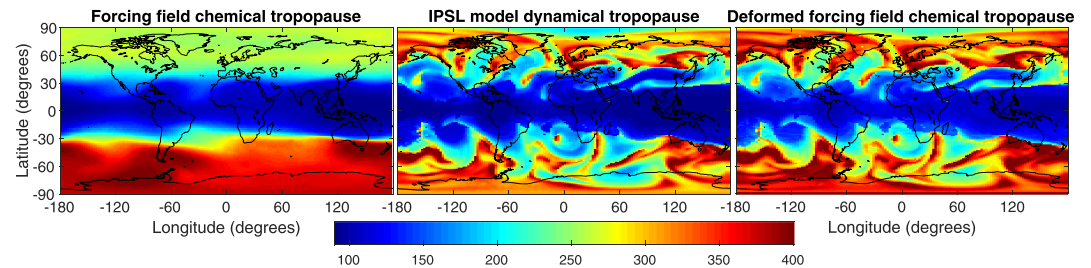 Forcing field chemical tropopause
IPSL model dynamical tropopause
Deformed forcing field chemical tropopause
Latitude (degrees)
90
60
30
0
-30
-60
-90
-180 -120 -60 0 60 120
-180 -120 -60 0 60 120
-180 -120 -60 0 60 120
Longitude (degrees)
Longitude (degrees)
100 150 200 250 300 350 400